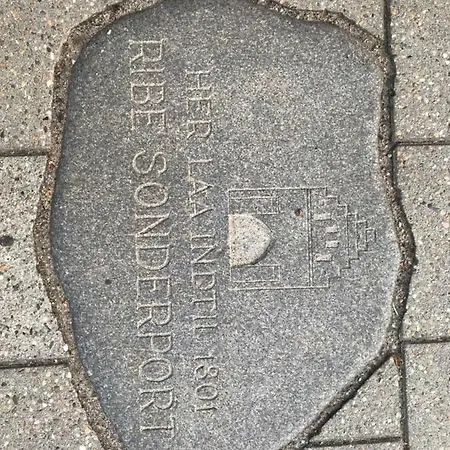 HER LAA INDTIL 1801
RIBE SØNDERPORT